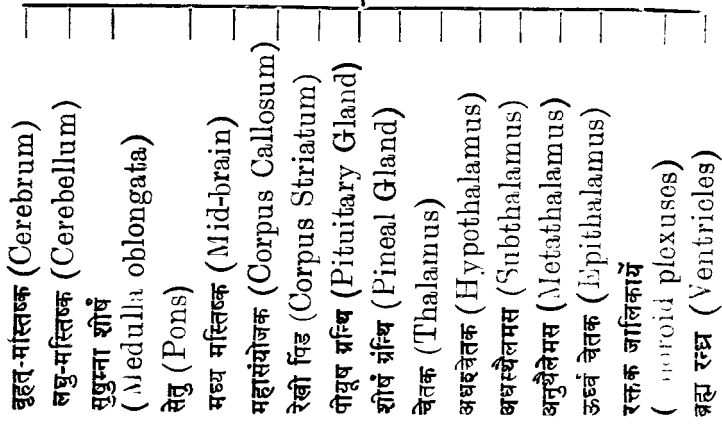 बृहत्-मस्तिष्क (Cerebrum)
लघु-मस्तिष्क (Cerebellum)
सुषुम्ना शीर्ष
(Medulla oblongata)
सेतु (Pons)
मध्य मस्तिष्क (Mid-brain)
महासंयोजक (Corpus Callosum)
रेखी पिंड (Corpus Striatum)
पीयूष ग्रन्थि (Pituitary Gland)
शीर्ष ग्रंन्थि (Pineal Gland)
चेतक (Thalamus)
अधश्चेतक (Hypothalamus)
अधस्थैलमस (Subthalamus)
अनुथैलेमस (Metathalamus)
ऊर्ध्व चेतक (Epithalamus)
रक्तक जालिकायें
plexuses)
ब्रह्म रन्ध्र (Ventricles)